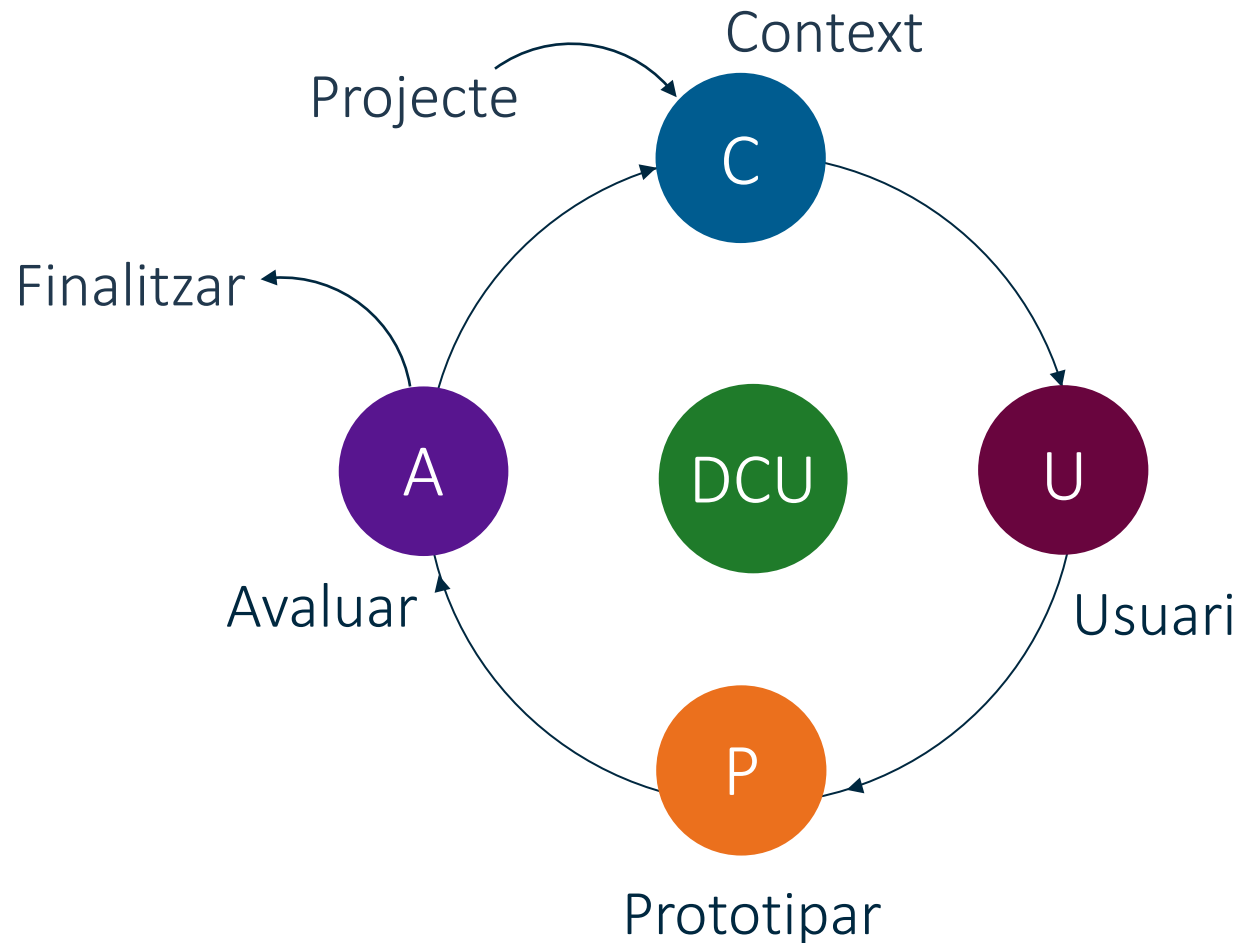 Context
Projecte
C
Finalitzar
A
DCU
U
Avaluar
Usuari
P
Prototipar